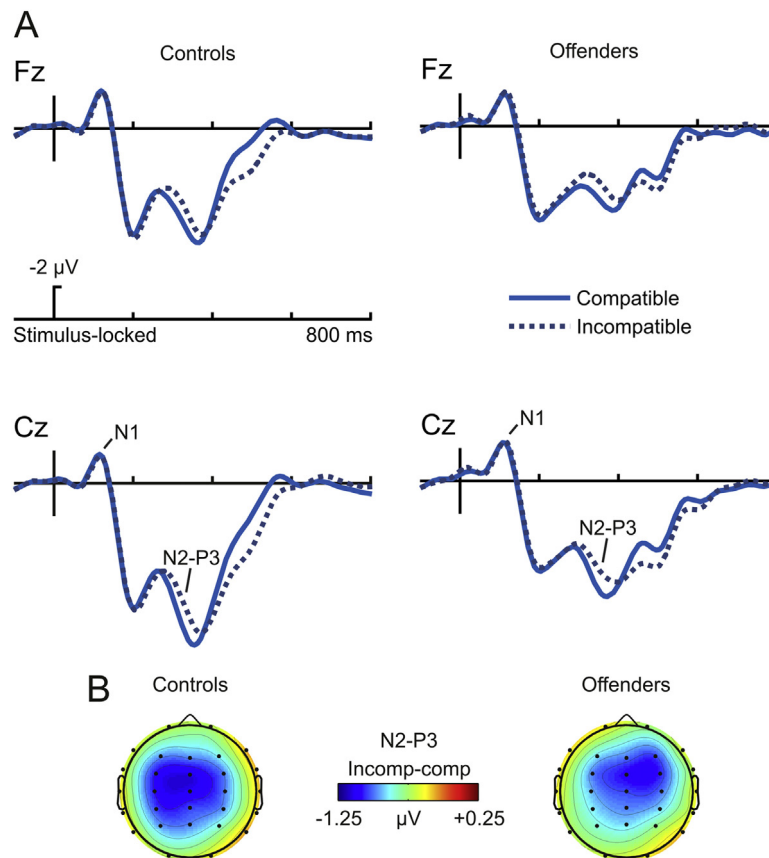 A
Controls
Offenders
Fz
Fz
-2 µV
Stimulus-locked
800 ms
Compatible
Incompatible
Cz
N1
N2-P3
Cz
N1
N2-P3
B
Controls
Offenders
N2-P3
Incomp-comp
-1.25 µV +0.25